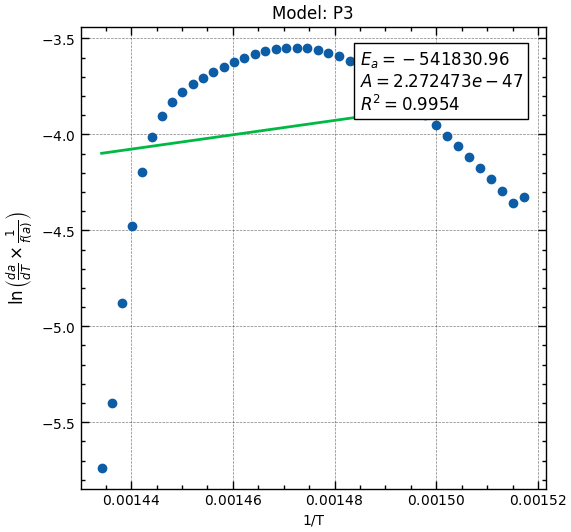 Model: P3
E_a = −541830.96
A = 2.272473e − 47
R² = 0.9954
ln(da/dT × 1/f(a))
−3.5
−4.0
−4.5
−5.0
−5.5
0.00144 0.00146 0.00148 0.00150 0.00152
1/T